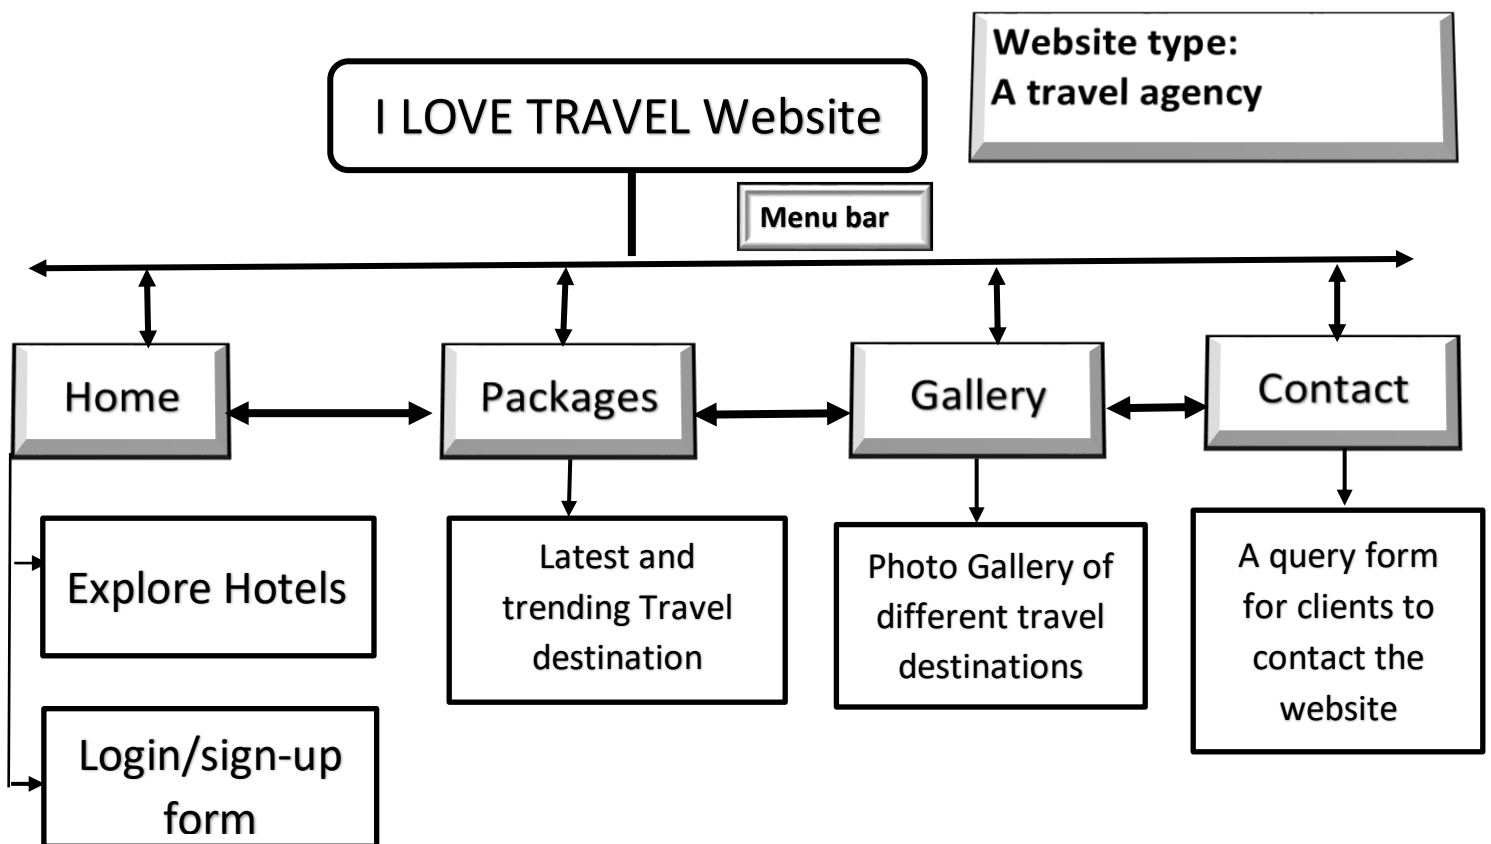 Website type:
A travel agency
I LOVE TRAVEL Website
Menu bar
Home
Packages
Gallery
Contact
Explore Hotels
Login/sign-up
form
Latest and
trending Travel
destination
Photo Gallery of
different travel
destinations
A query form
for clients to
contact the
website